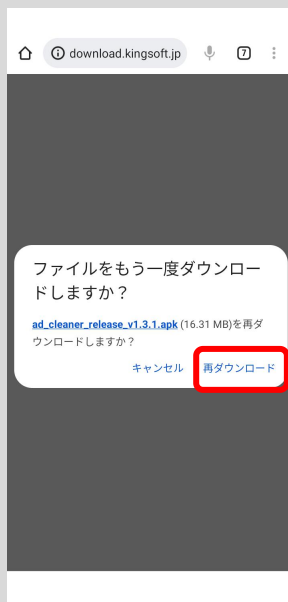 download.kingsoft.jp
7
ファイルをもう一度ダウンロー
ドしますか？
ad_cleaner_release_v1.3.1.apk (16.31 MB)を再ダ
ウンロードしますか？
キャンセル 再ダウンロード